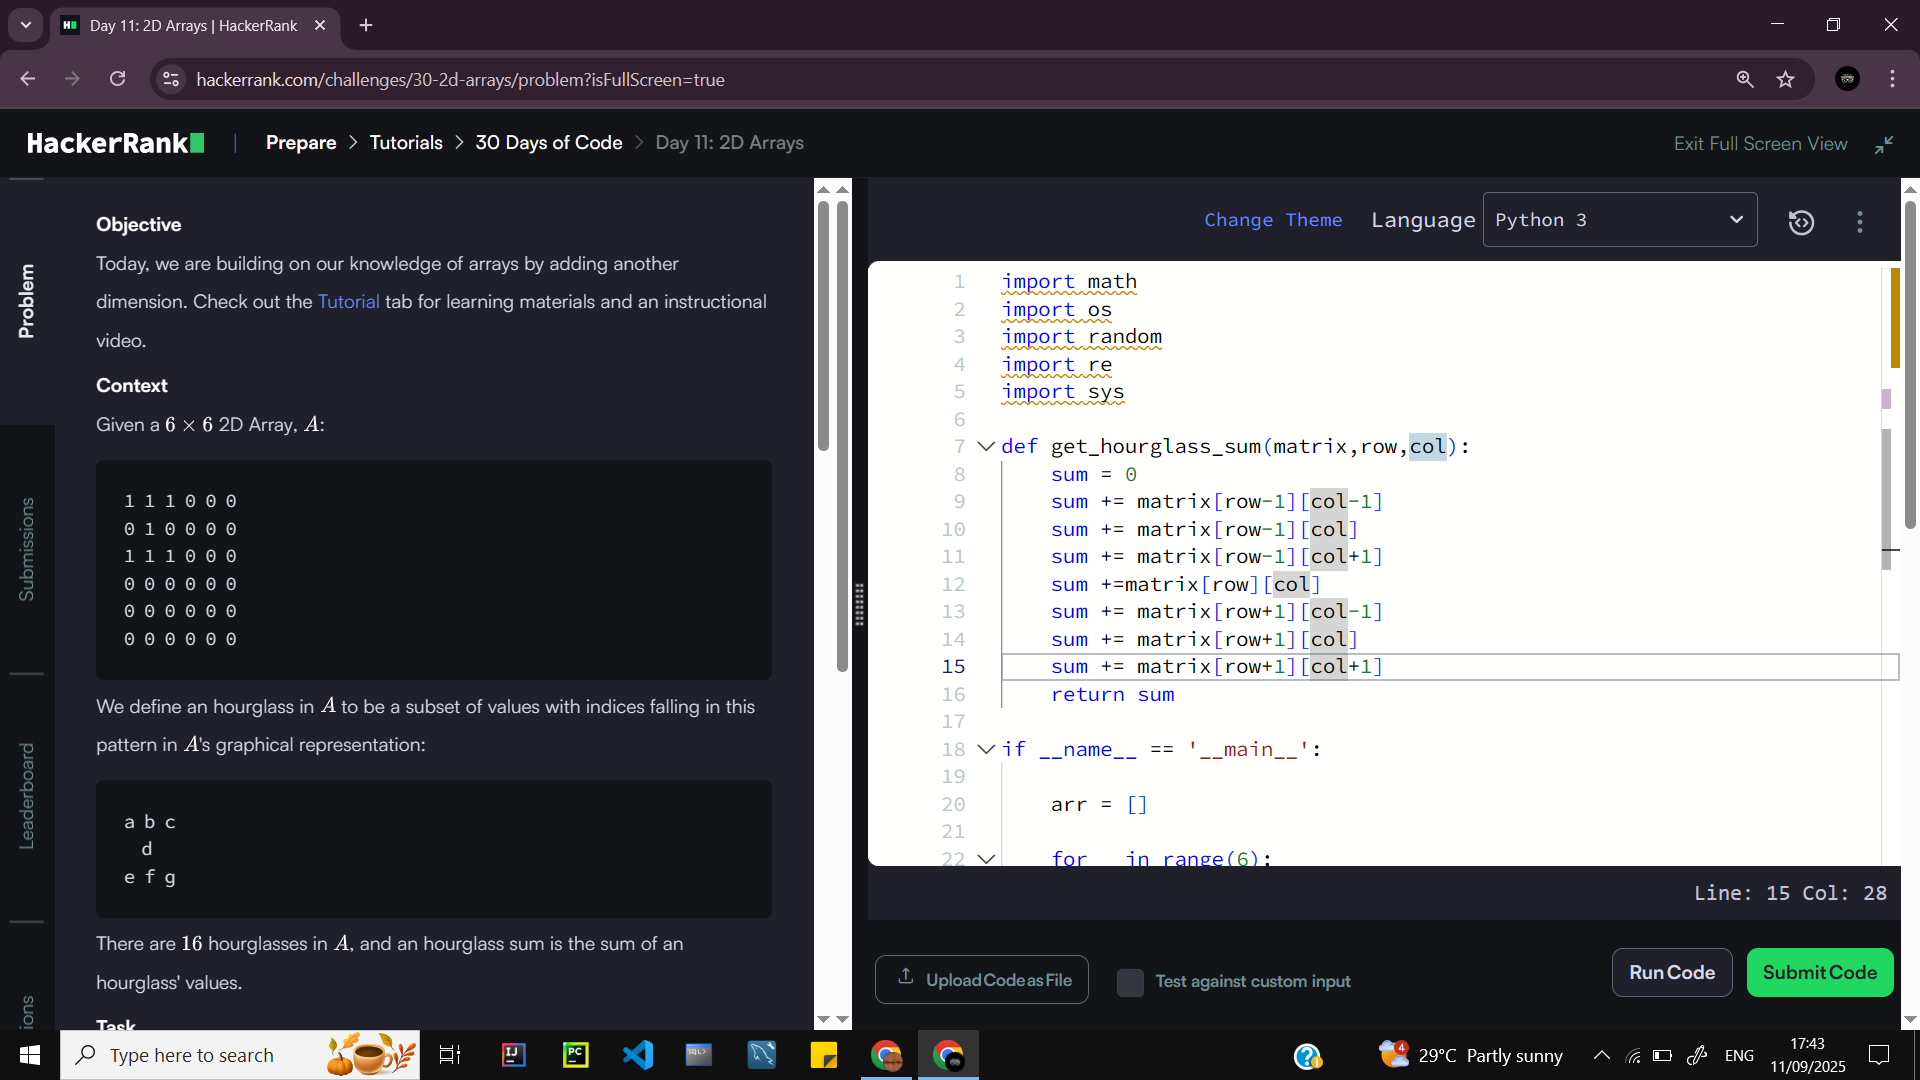 Day 11: 2D Arrays | HackerRank
hackerrank.com/challenges/30-2d-arrays/problem?isFullScreen=true
HackerRank
Prepare > Tutorials > 30 Days of Code > Day 11: 2D Arrays
Exit Full Screen View
Problem
Submissions
Leaderboard
ions
Objective
Today, we are building on our knowledge of arrays by adding another
dimension. Check out the Tutorial tab for learning materials and an instructional
video.
Context
Given a 6 × 6 2D Array, A:
1 1 1 0 0 0
0 1 0 0 0 0
1 1 1 0 0 0
0 0 0 0 0 0
0 0 0 0 0 0
0 0 0 0 0 0
We define an hourglass in A to be a subset of values with indices falling in this
pattern in A's graphical representation:
a b c
d
e f g
There are 16 hourglasses in A, and an hourglass sum is the sum of an
hourglass' values.
Task
Change Theme Language Python 3
1 import math
2 import os
3 import random
4 import re
5 import sys
6
7 def get_hourglass_sum(matrix,row,col):
8 sum = 0
9 sum += matrix[row-1][col-1]
10 sum += matrix[row-1][col]
11 sum += matrix[row-1][col+1]
12 sum +=matrix[row][col]
13 sum += matrix[row+1][col-1]
14 sum += matrix[row+1][col]
15 sum += matrix[row+1][col+1]
16 return sum
17
18 if __name__ == '__main__':
19
20 arr = []
21
22 for _ in range(6):
Line: 15 Col: 28
Upload Code as File
Test against custom input
Run Code
Submit Code
Type here to search
IJ
PC
SQL>
4
29°C Partly sunny
ENG
17:43
11/09/2025